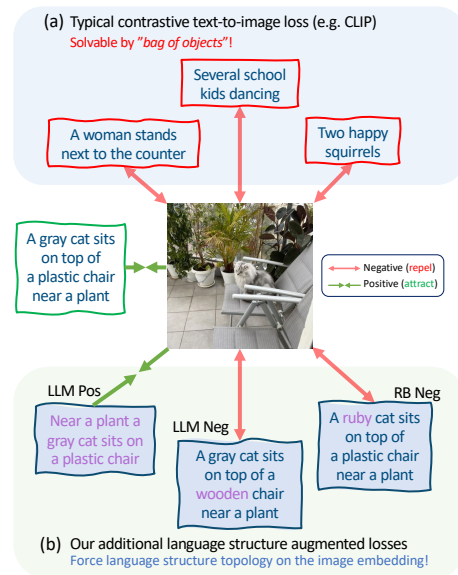 (a) Typical contrastive text-to-image loss (e.g. CLIP)
Solvable by "bag of objects"!
Several school
kids dancing
A woman stands
next to the counter
Two happy
squirrels
A gray cat sits
on top of
a plastic chair
near a plant
Negative (repel)
Positive (attract)
LLM Pos
Near a plant a
gray cat sits on
a plastic chair
LLM Neg
A gray cat sits
on top of a
wooden chair
near a plant
RB Neg
A ruby cat sits
on top of
a plastic chair
near a plant
(b) Our additional language structure augmented losses
Force language structure topology on the image embedding!